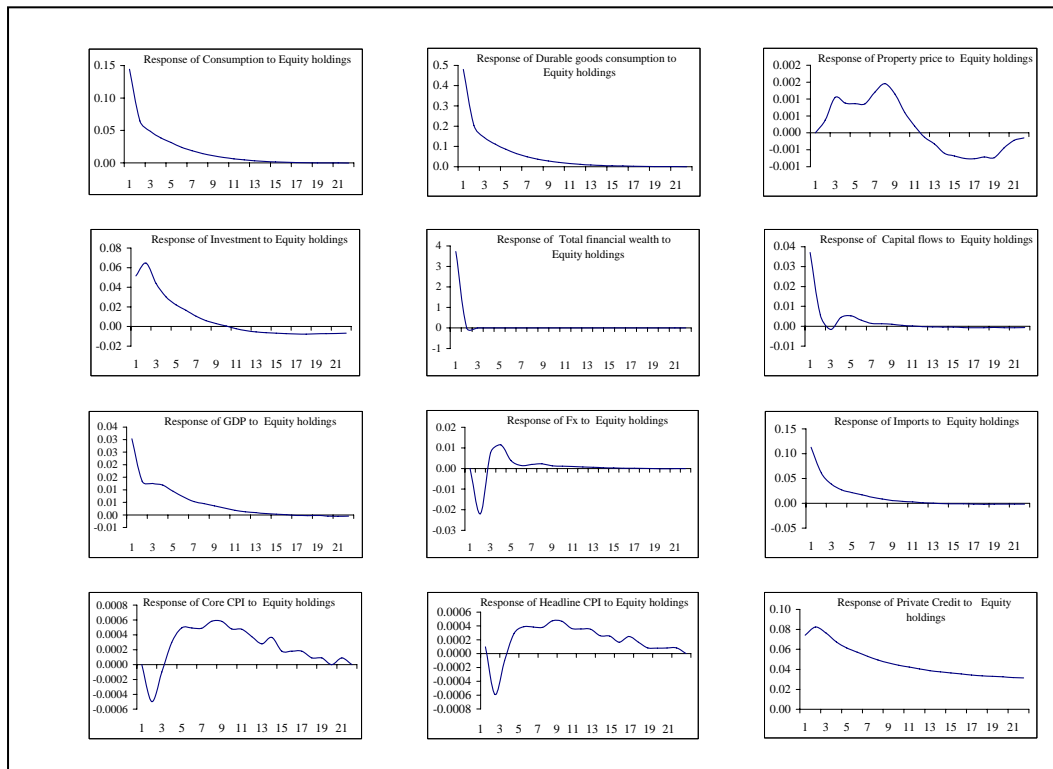 Response of Consumption to Equity holdings
0.15
0.10
0.05
0.00
1 3 5 7 9 11 13 15 17 19 21
Response of Durable goods consumption to
Equity holdings
0.5
0.4
0.3
0.2
0.1
0.0
1 3 5 7 9 11 13 15 17 19 21
Response of Property price to Equity holdings
0.002
0.002
0.001
0.001
0.000
-0.001
-0.001
1 3 5 7 9 11 13 15 17 19 21
Response of Investment to Equity holdings
0.08
0.06
0.04
0.02
0.00
-0.02
1 3 5 7 9 11 13 15 17 19 21
Response of Total financial wealth to
Equity holdings
4
3
2
1
0
-1
1 3 5 7 9 11 13 15 17 19 21
Response of Capital flows to Equity holdings
0.04
0.03
0.02
0.01
0.00
-0.01
1 3 5 7 9 11 13 15 17 19 21
Response of GDP to Equity holdings
0.04
0.03
0.03
0.02
0.02
0.01
0.01
0.00
-0.01
1 3 5 7 9 11 13 15 17 19 21
Response of Fx to Equity holdings
0.02
0.01
0.00
-0.01
-0.02
-0.03
1 3 5 7 9 11 13 15 17 19 21
Response of Imports to Equity holdings
0.15
0.10
0.05
0.00
-0.05
1 3 5 7 9 11 13 15 17 19 21
Response of Core CPI to Equity holdings
0.0008
0.0006
0.0004
0.0002
0.0000
-0.0002
-0.0004
-0.0006
1 3 5 7 9 11 13 15 17 19 21
Response of Headline CPI to Equity holdings
0.0006
0.0004
0.0002
0.0000
-0.0002
-0.0004
-0.0006
-0.0008
1 3 5 7 9 11 13 15 17 19 21
Response of Private Credit to Equity
holdings
0.10
0.08
0.06
0.04
0.02
0.00
1 3 5 7 9 11 13 15 17 19 21